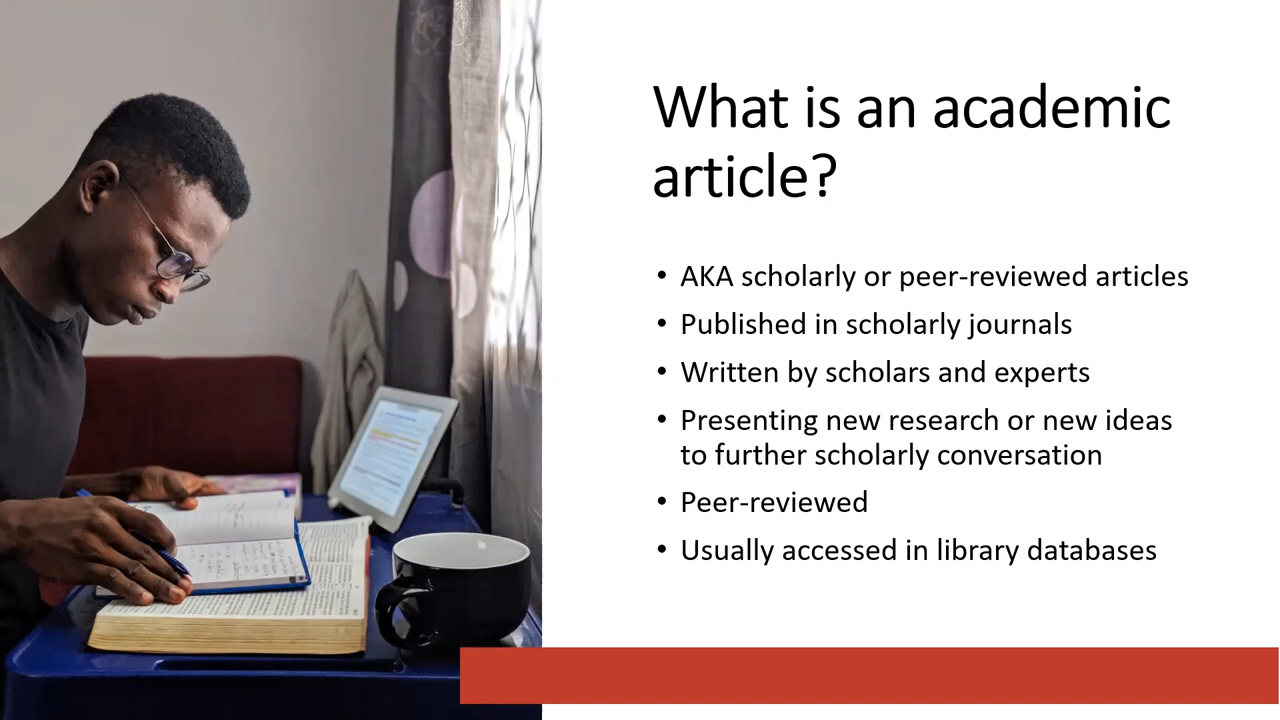 What is an academic
article?
• AKA scholarly or peer-reviewed articles
• Published in scholarly journals
• Written by scholars and experts
• Presenting new research or new ideas
to further scholarly conversation
• Peer-reviewed
• Usually accessed in library databases